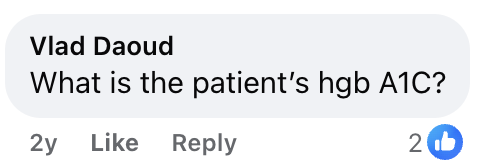 Vlad Daoud
What is the patient’s hgb A1C?
2y Like Reply 2